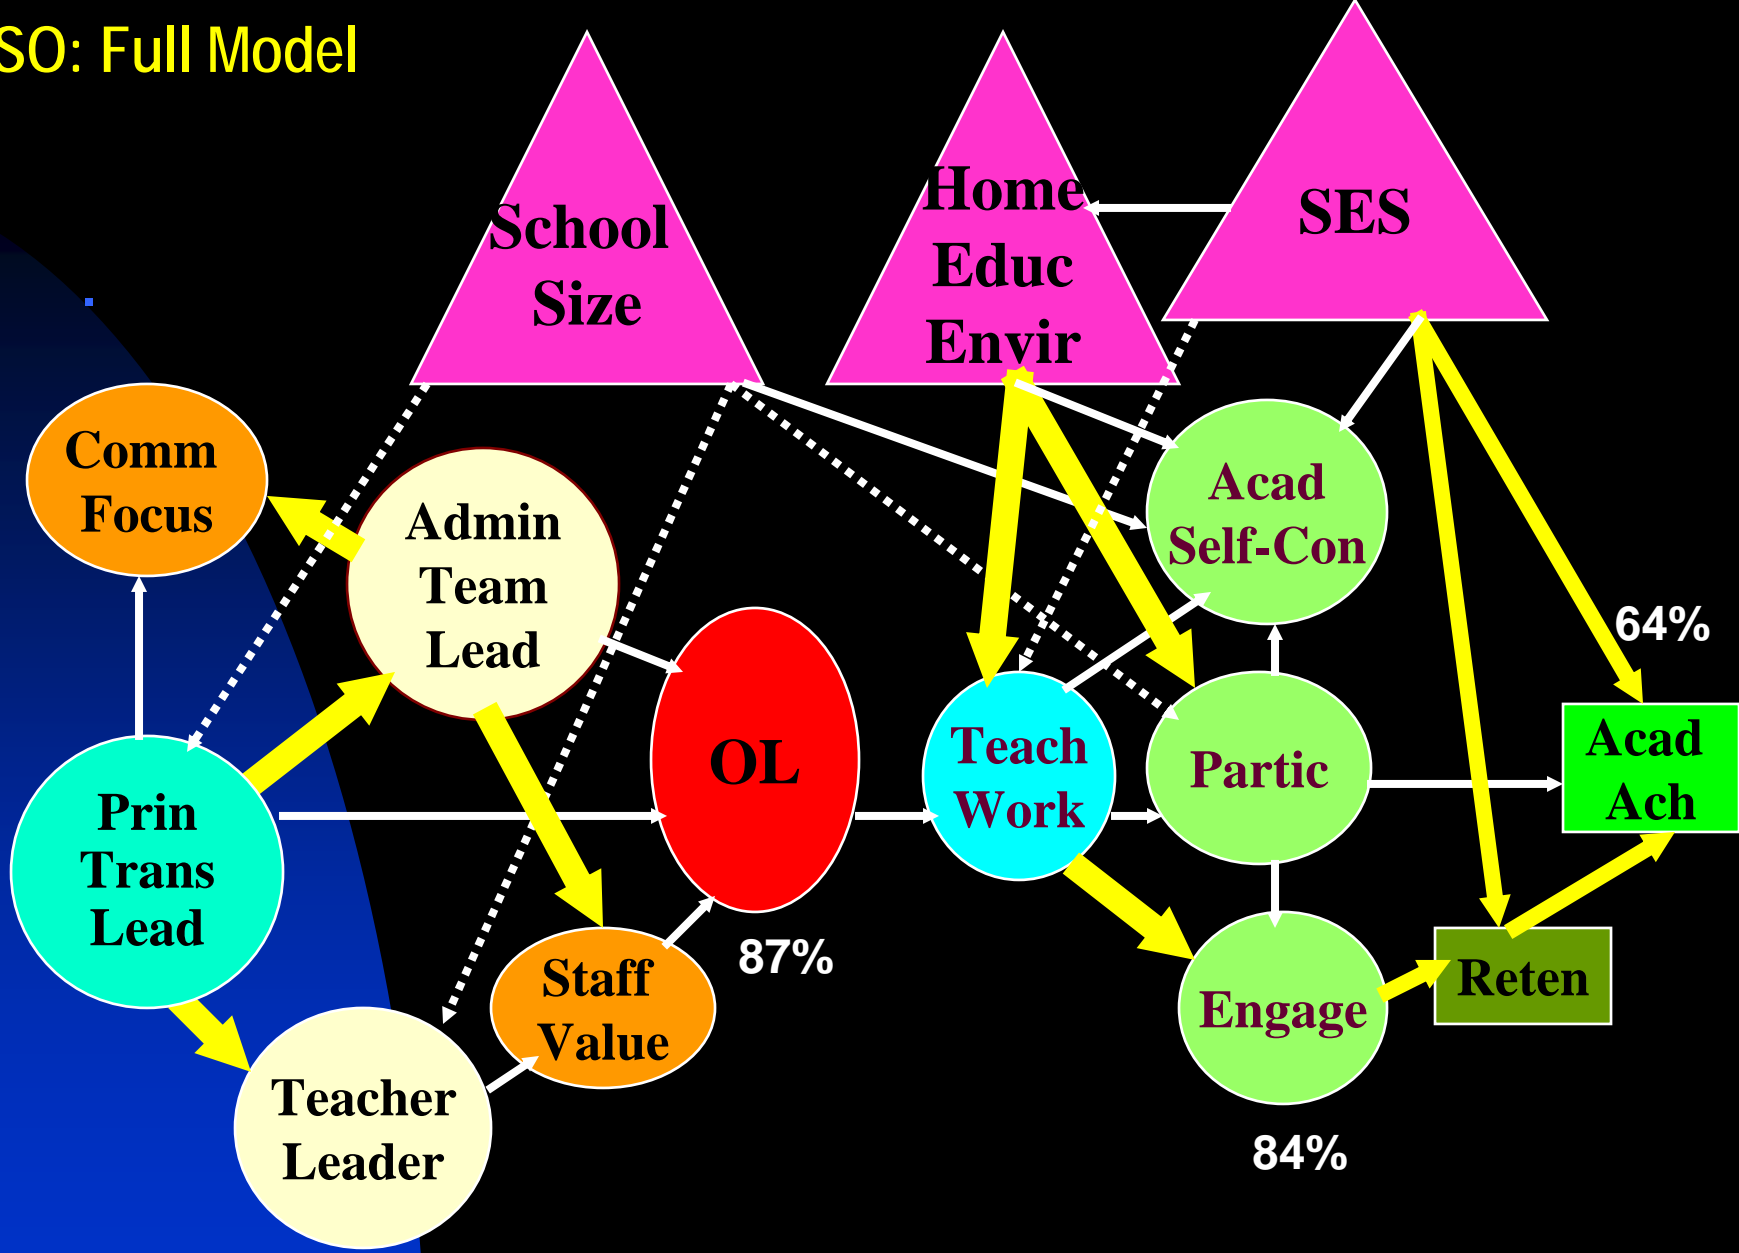 SO: Full Model
School
Size
Home
Educ
Envir
SES
Comm
Focus
Admin
Team
Lead
Acad
Self-Con
64%
OL
Teach
Work
Partic
Acad
Ach
Prin
Trans
Lead
87%
Staff
Value
Engage
Reten
Teacher
Leader
84%